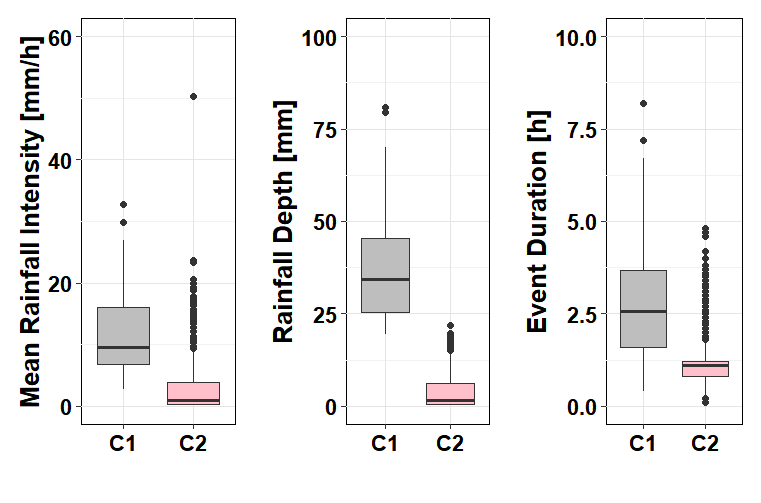 Mean Rainfall Intensity [mm/h]
60
40
20
0
C1 C2
Rainfall Depth [mm]
100
75
50
25
0
C1 C2
Event Duration [h]
10.0
7.5
5.0
2.5
0.0
C1 C2